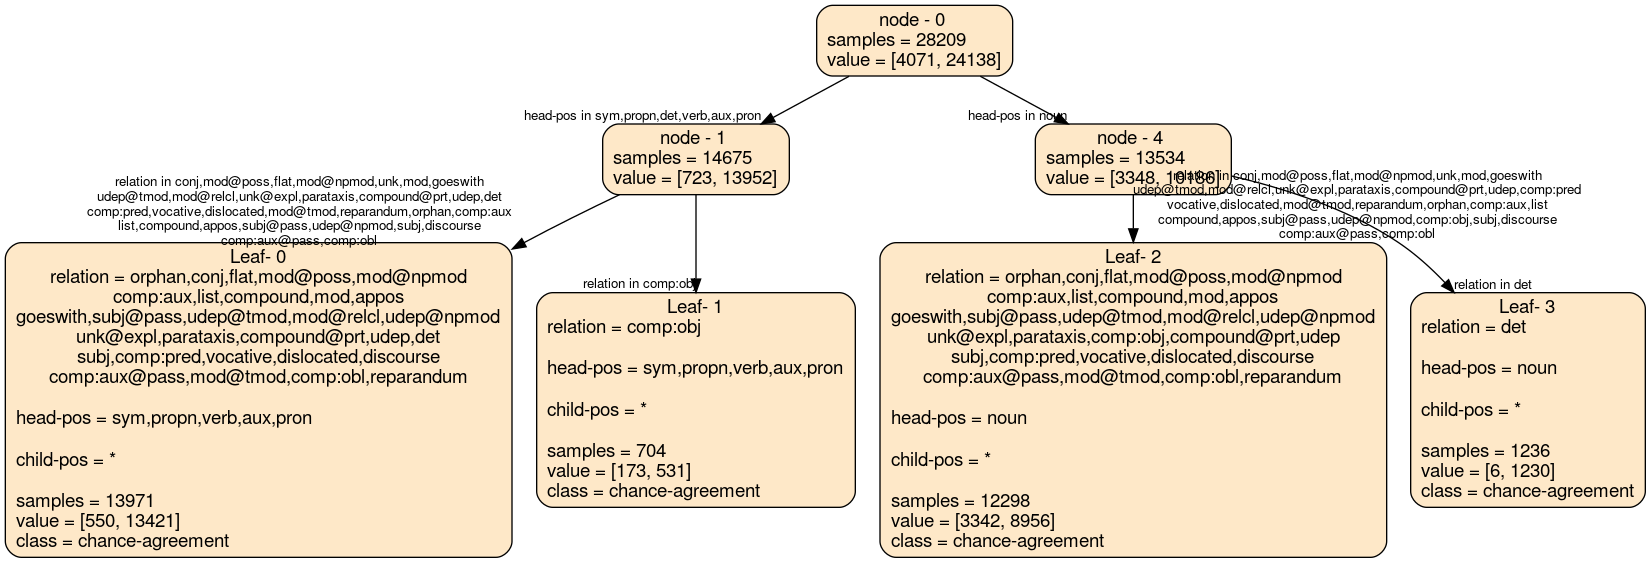 node - 0
samples = 28209
value = [4071, 24138]
head-pos in sym,propn,det,verb,aux,pron
head-pos in noun
node - 1
samples = 14675
value = [723, 13952]
node - 4
samples = 13534
value = [3348, 10186]
relation in conj,mod@poss,flat,mod@npmod,unk,mod,goeswith
udep@tmod,mod@relcl,unk@expl,parataxis,compound@prt,udep,det
comp:pred,vocative,dislocated,mod@tmod,reparandum,orphan,comp:aux
list,compound,appos,subj@pass,udep@npmod,subj,discourse
comp:aux@pass,comp:obl
relation in comp:obj
relation in conj,mod@poss,flat,mod@npmod,unk,mod,goeswith
udep@tmod,mod@relcl,unk@expl,parataxis,compound@prt,udep,comp:pred
vocative,dislocated,mod@tmod,reparandum,orphan,comp:aux,list
compound,appos,subj@pass,udep@npmod,comp:obj,subj,discourse
comp:aux@pass,comp:obl
relation in det
Leaf- 0
relation = orphan,conj,flat,mod@poss,mod@npmod
comp:aux,list,compound,mod,appos
goeswith,subj@pass,udep@tmod,mod@relcl,udep@npmod
unk@expl,parataxis,compound@prt,udep,det
subj,comp:pred,vocative,dislocated,discourse
comp:aux@pass,mod@tmod,comp:obl,reparandum
head-pos = sym,propn,verb,aux,pron
child-pos = *
samples = 13971
value = [550, 13421]
class = chance-agreement
Leaf- 1
relation = comp:obj
head-pos = sym,propn,verb,aux,pron
child-pos = *
samples = 704
value = [173, 531]
class = chance-agreement
Leaf- 2
relation = orphan,conj,flat,mod@poss,mod@npmod
comp:aux,list,compound,mod,appos
goeswith,subj@pass,udep@tmod,mod@relcl,udep@npmod
unk@expl,parataxis,comp:obj,compound@prt,udep
subj,comp:pred,vocative,dislocated,discourse
comp:aux@pass,mod@tmod,comp:obl,reparandum
head-pos = noun
child-pos = *
samples = 12298
value = [3342, 8956]
class = chance-agreement
Leaf- 3
relation = det
head-pos = noun
child-pos = *
samples = 1236
value = [6, 1230]
class = chance-agreement